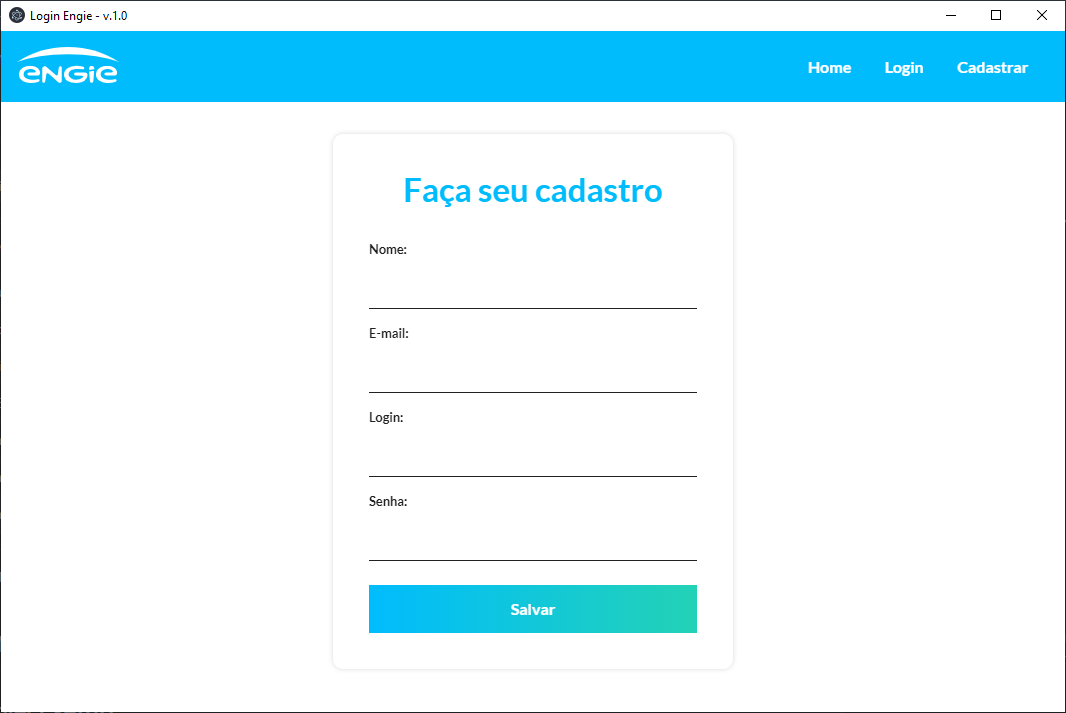 Login Engie - v.1.0
eNGie
Home
Login
Cadastrar
Faça seu cadastro
Nome:
E-mail:
Login:
Senha:
Salvar